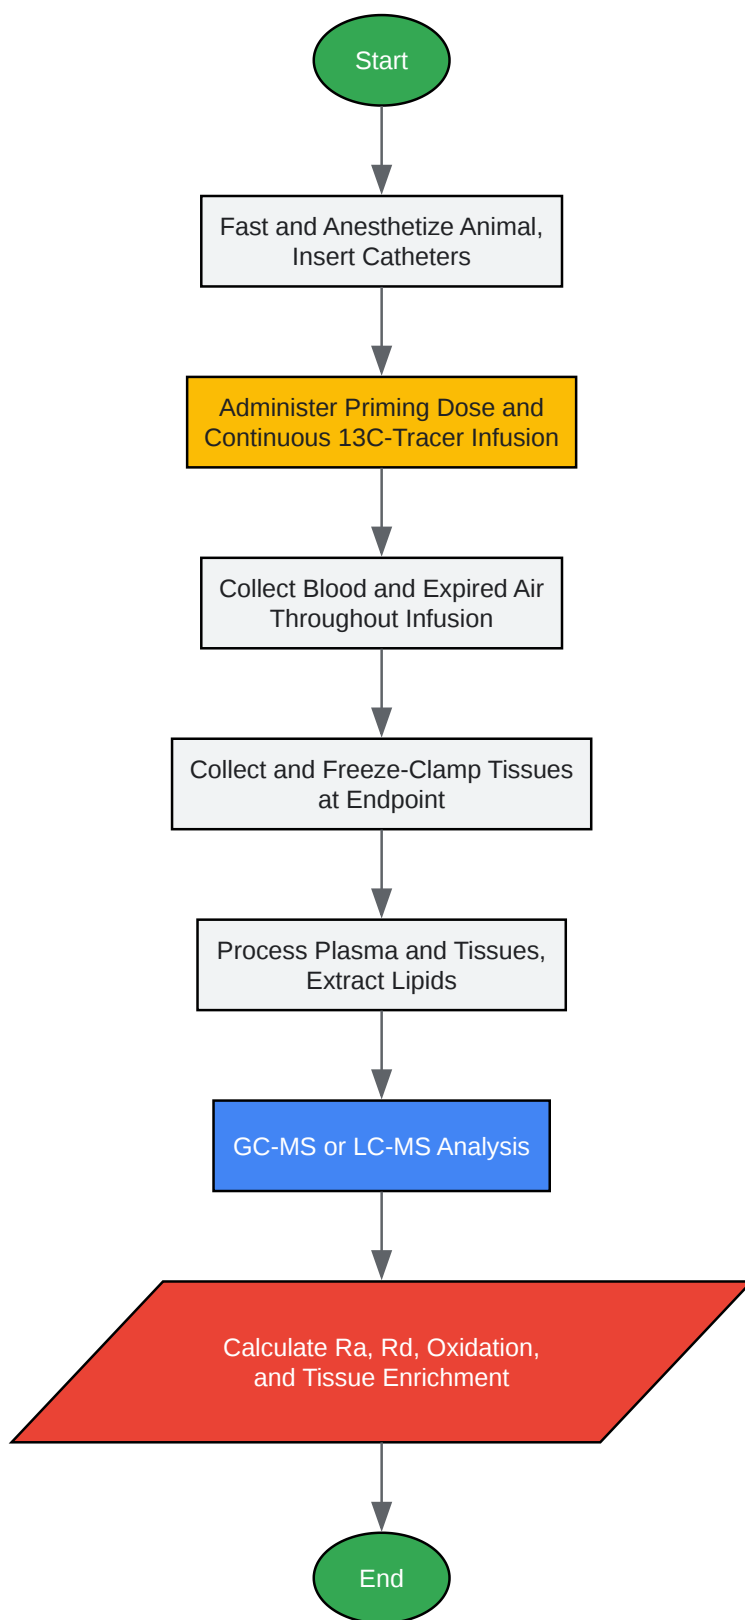 Start
Fast and Anesthetize Animal,
Insert Catheters
Administer Priming Dose and
Continuous 13C-Tracer Infusion
Collect Blood and Expired Air
Throughout Infusion
Collect and Freeze-Clamp Tissues
at Endpoint
Process Plasma and Tissues,
Extract Lipids
GC-MS or LC-MS Analysis
Calculate Ra, Rd, Oxidation,
and Tissue Enrichment
End